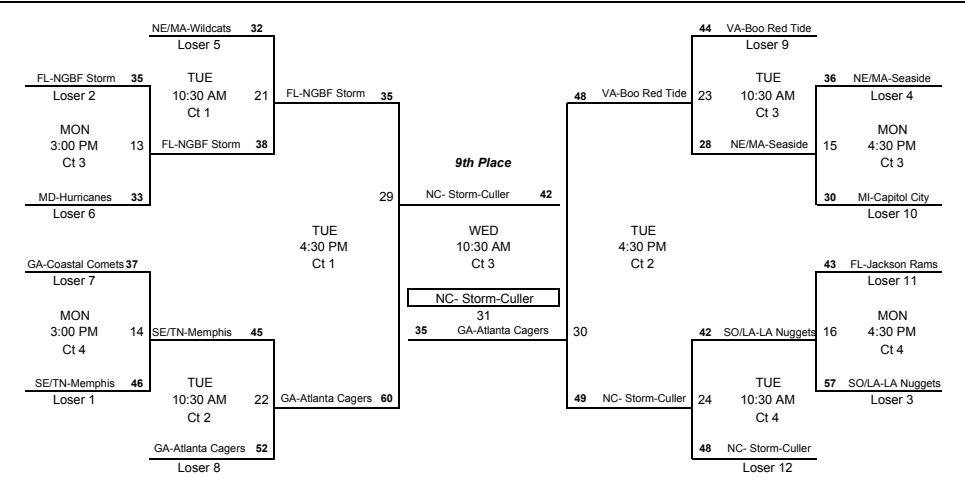 NE/MA-Wildcats 32
Loser 5
FL-NGBF Storm 35
Loser 2
TUE
10:30 AM
Ct 1
21
FL-NGBF Storm 35
MON
3:00 PM
Ct 3
13
FL-NGBF Storm 38
MD-Hurricanes 33
Loser 6
29
TUE
4:30 PM
Ct 1
GA-Coastal Comets 37
Loser 7
MON
3:00 PM
Ct 4
14
SE/TN-Memphis 45
SE/TN-Memphis 46
Loser 1
TUE
10:30 AM
Ct 2
22
GA-Atlanta Cagers 60
GA-Atlanta Cagers 52
Loser 8
9th Place
NC- Storm-Culler 42
WED
10:30 AM
Ct 3
NC- Storm-Culler
31
35 GA-Atlanta Cagers
44 VA-Boo Red Tide
Loser 9
48 VA-Boo Red Tide
23
TUE
10:30 AM
Ct 3
36 NE/MA-Seaside
Loser 4
28 NE/MA-Seaside
15
MON
4:30 PM
Ct 3
30 MI-Capitol City
Loser 10
TUE
4:30 PM
Ct 2
30
43 FL-Jackson Rams
Loser 11
42 SO/LA-LA Nuggets
16
MON
4:30 PM
Ct 4
57 SO/LA-LA Nuggets
Loser 3
49 NC- Storm-Culler
24
TUE
10:30 AM
Ct 4
48 NC- Storm-Culler
Loser 12